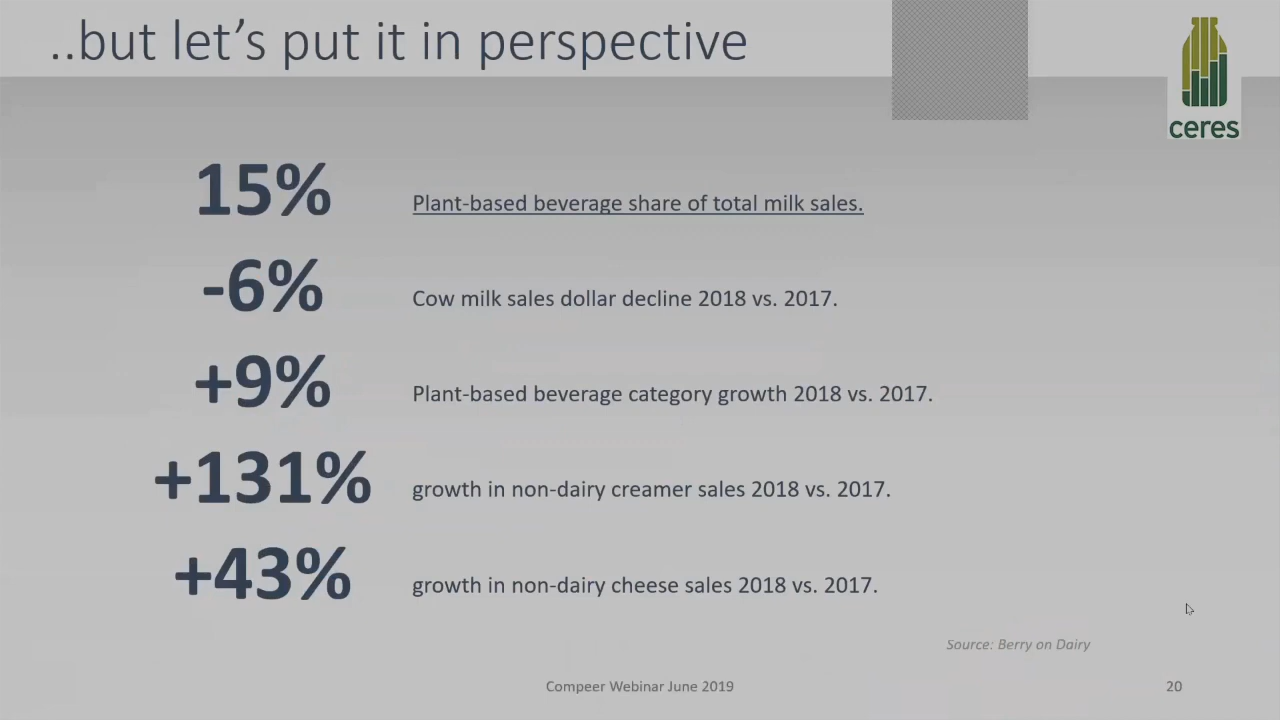 ..but let’s put it in perspective
ceres
15% Plant-based beverage share of total milk sales.
-6% Cow milk sales dollar decline 2018 vs. 2017.
+9% Plant-based beverage category growth 2018 vs. 2017.
+131% growth in non-dairy creamer sales 2018 vs. 2017.
+43% growth in non-dairy cheese sales 2018 vs. 2017.
Source: Berry on Dairy
Compeer Webinar June 2019 20